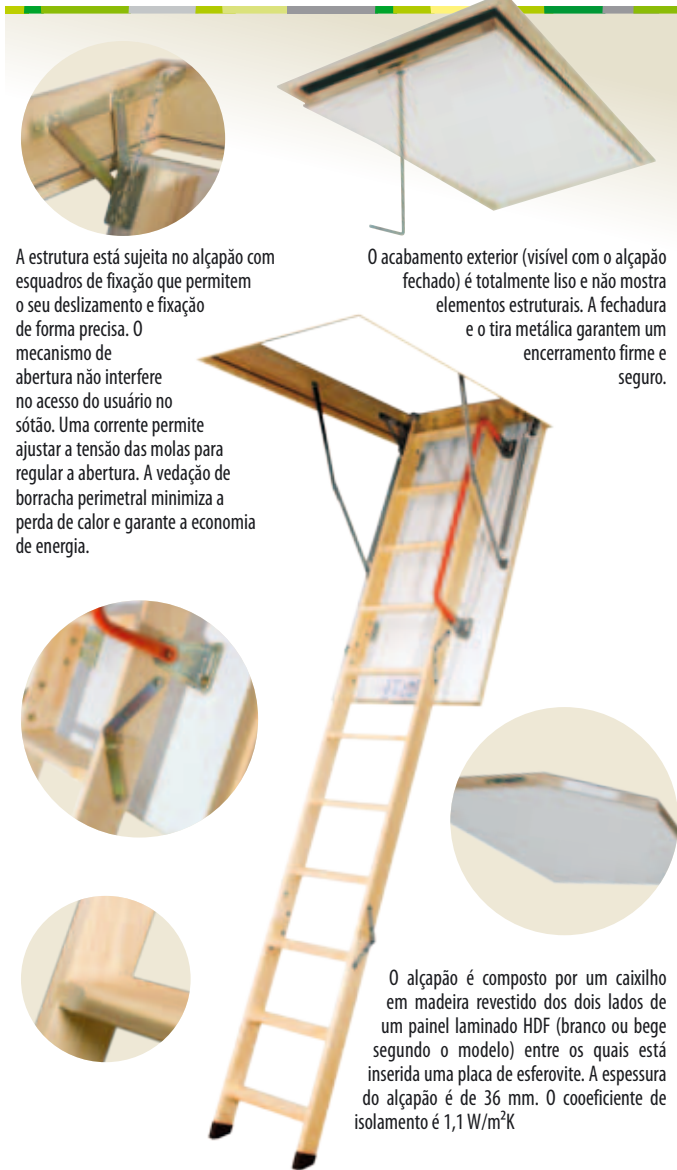 A estrutura está sujeita no alçapão com
esquadros de fixação que permitem
o seu deslizamento e fixação
de forma precisa. O
mecanismo de
abertura não interfere
no acesso do usuário no
sótão. Uma corrente permite
ajustar a tensão das molas para
regular a abertura. A vedação de
borracha perimetral minimiza a
perda de calor e garante a economia
de energia.
O acabamento exterior (visível com o alçapão
fechado) é totalmente liso e não mostra
elementos estruturais. A fechadura
e o tira metálica garantem um
encerramento firme e
seguro.
O alçapão é composto por um caixilho
em madeira revestido dos dois lados de
um painel laminado HDF (branco ou bege
segundo o modelo) entre os quais está
inserida uma placa de esferovite. A espessura
do alçapão é de 36 mm. O cooeficiente de
isolamento é 1,1 W/m²K